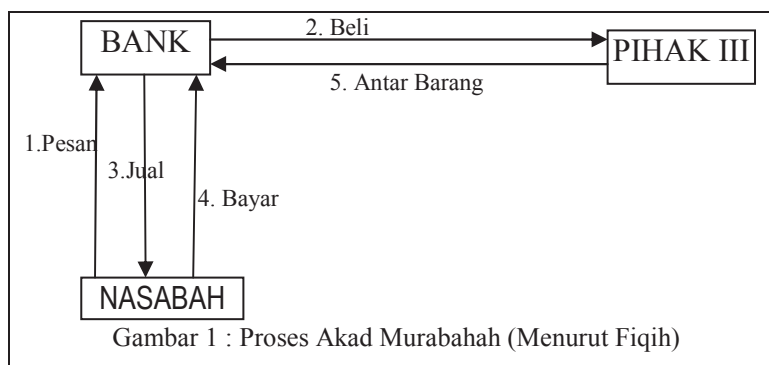 BANK
2. Beli
PIHAK III
5. Antar Barang
1.Pesan
3.Jual
4. Bayar
NASABAH
Gambar 1 : Proses Akad Murabahah (Menurut Fiqih)